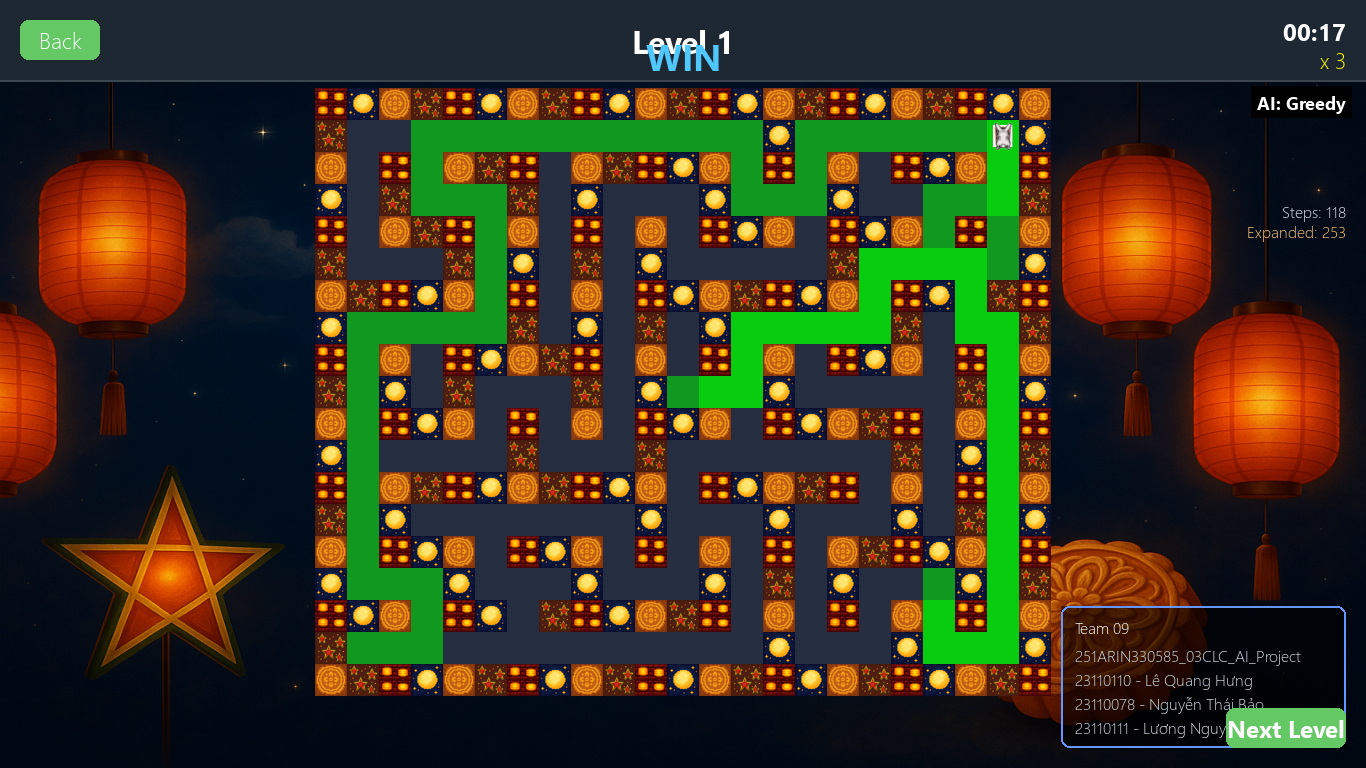 Back
Level 1
WIN
00:17
x 3
AI: Greedy
Steps: 118
Expanded: 253
Team 09
251ARIN330585_03CLC_AI_Project
23110110 - Lê Quang Hưng
23110078 - Nguyễn Thái Bảo
23110111 - Lương Nguy
Next Level